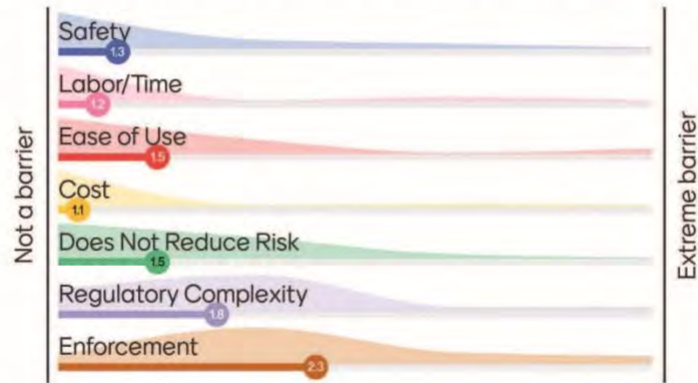 Not a barrier
Safety
1.3
Labor/Time
1.2
Ease of Use
1.5
Cost
1.1
Does Not Reduce Risk
1.5
Regulatory Complexity
1.8
Enforcement
2.3
Extreme barrier